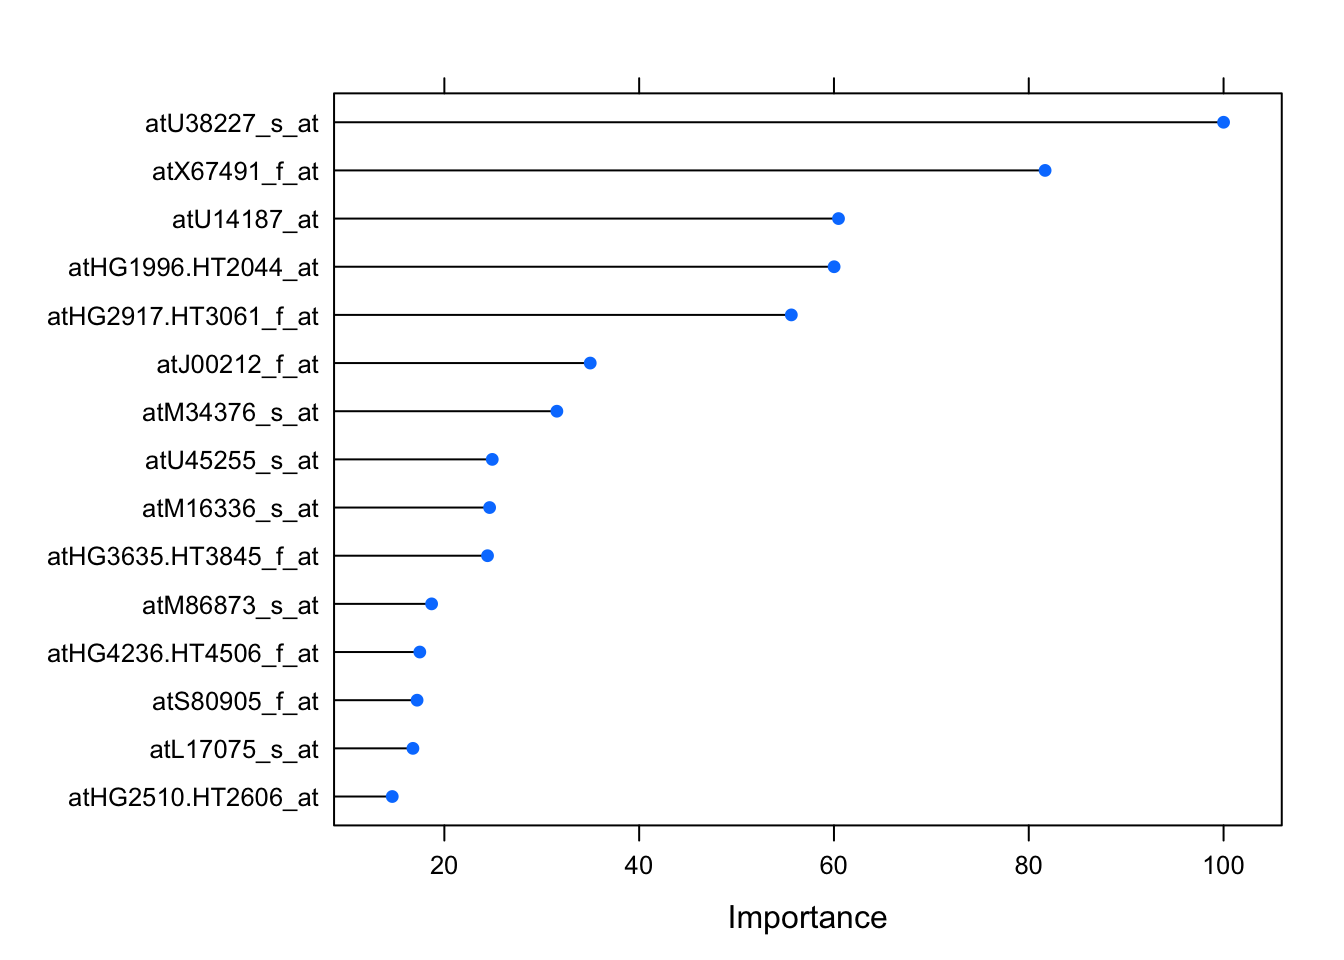 atU38227_s_at
atX67491_f_at
atU14187_at
atHG1996.HT2044_at
atHG2917.HT3061_f_at
atJ00212_f_at
atM34376_s_at
atU45255_s_at
atM16336_s_at
atHG3635.HT3845_f_at
atM86873_s_at
atHG4236.HT4506_f_at
atS80905_f_at
atL17075_s_at
atHG2510.HT2606_at
20 40 60 80 100
Importance